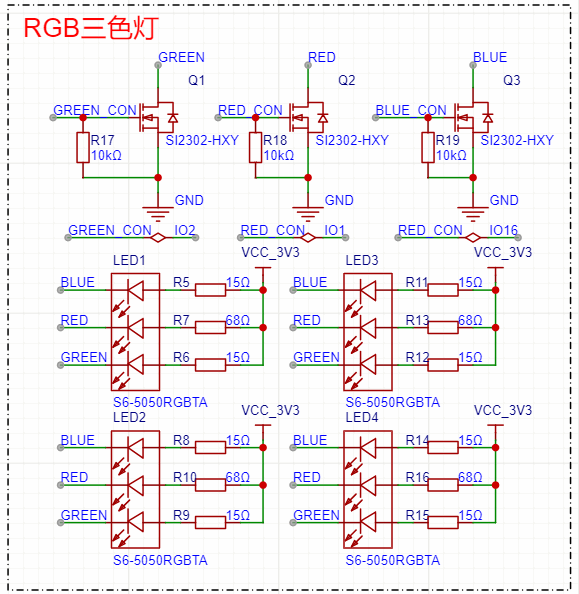 RGB三色灯
GREEN RED BLUE
Q1 Q2 Q3
GREEN_CON RED_CON BLUE_CON
SI2302-HXY SI2302-HXY SI2302-HXY
R17 R18 R19
10kΩ 10kΩ 10kΩ
GND GND GND
GREEN_CON IO2 RED_CON IO1 RED_CON IO16
VCC_3V3 VCC_3V3
LED1 LED3
BLUE R5 15Ω BLUE R11 15Ω
RED R7 68Ω RED R13 68Ω
GREEN R6 15Ω GREEN R12 15Ω
S6-5050RGBTA S6-5050RGBTA
VCC_3V3 VCC_3V3
LED2 LED4
BLUE R8 15Ω BLUE R14 15Ω
RED R10 68Ω RED R16 68Ω
GREEN R9 15Ω GREEN R15 15Ω
S6-5050RGBTA S6-5050RGBTA